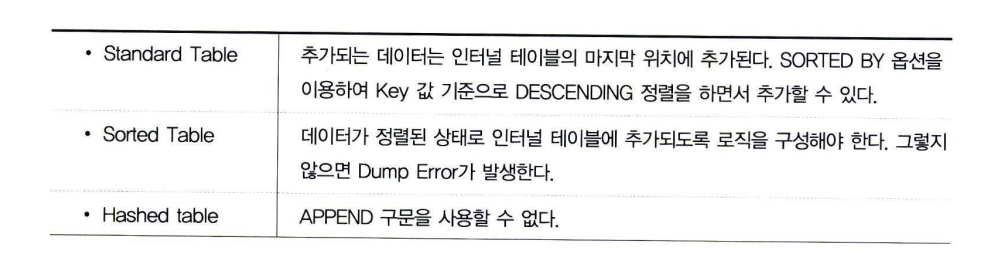 • Standard Table
추가되는 데이터는 인터널 테이블의 마지막 위치에 추가된다. SORTED BY 옵션을
이용하여 Key 값 기준으로 DESCENDING 정렬을 하면서 추가할 수 있다.
• Sorted Table
데이터가 정렬된 상태로 인터널 테이블에 추가되도록 로직을 구성해야 한다. 그렇지
않으면 Dump Error가 발생한다.
• Hashed table
APPEND 구문을 사용할 수 없다.